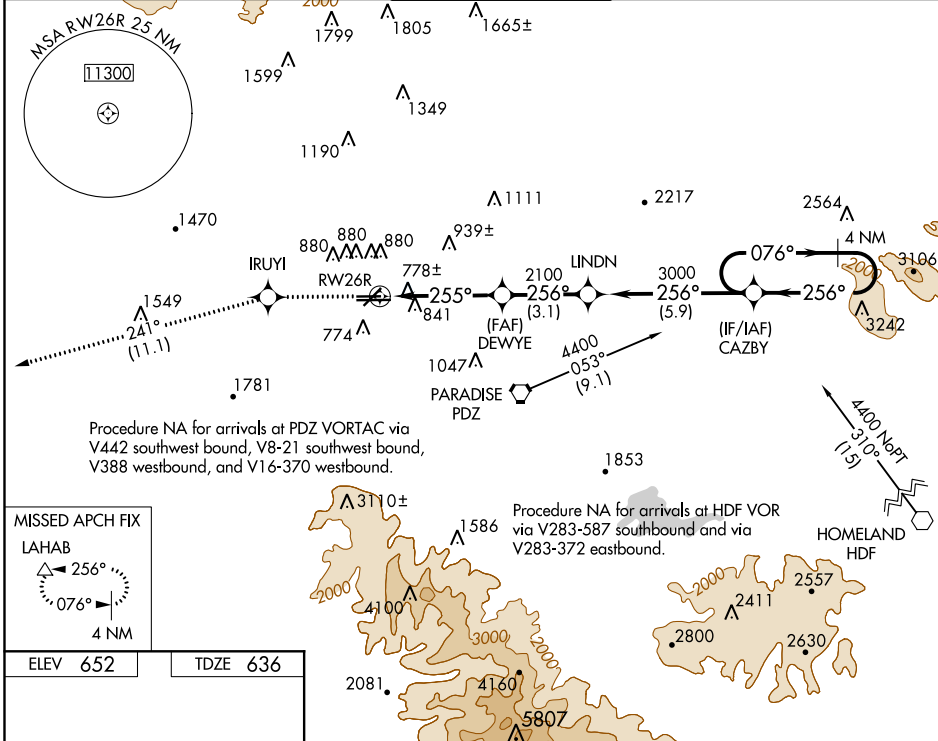 2000
MSA RW26R 25 NM
11300
1799
1805
1665±
1599
1349
1190
1470
1111
2217
2564
880
880
880
939±
IRUYI
RW26R
778±
2100
LINDN
3000
076°
4 NM
2000
3106
255°
256°
256°
256°
(3.1)
(5.9)
1549
841
774
(FAF)
DEWYE
(IF/IAF)
CAZBY
3242
241°
(11.1)
1047
4400
053°
(9.1)
PARADISE
PDZ
1781
4400 NoPT
310°
(15)
Procedure NA for arrivals at PDZ VORTAC via
V442 southwest bound, V8-21 southwest bound,
V388 westbound, and V16-370 westbound.
1853
3110±
1586
Procedure NA for arrivals at HDF VOR
via V283-587 southbound and via
V283-372 eastbound.
HOMELAND
HDF
MISSED APCH FIX
LAHAB
256°
076°
4 NM
2000
4100
3000
2000
2000
2557
2411
2800
2630
ELEV 652
TDZE 636
2081
4160
5807